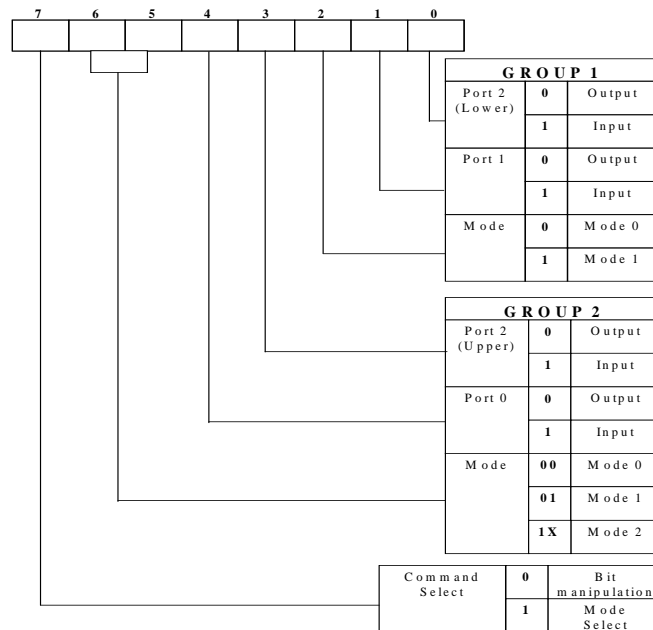 7 6 5 4 3 2 1 0
GROUP 1
Port 2 0 Output
(Lower)
1 Input
Port 1 0 Output
1 Input
Mode 0 Mode 0
1 Mode 1
GROUP 2
Port 2 0 Output
(Upper)
1 Input
Port 0 0 Output
1 Input
Mode 00 Mode 0
01 Mode 1
1X Mode 2
Command 0 Bit
Select manipulation
1 Mode
Select